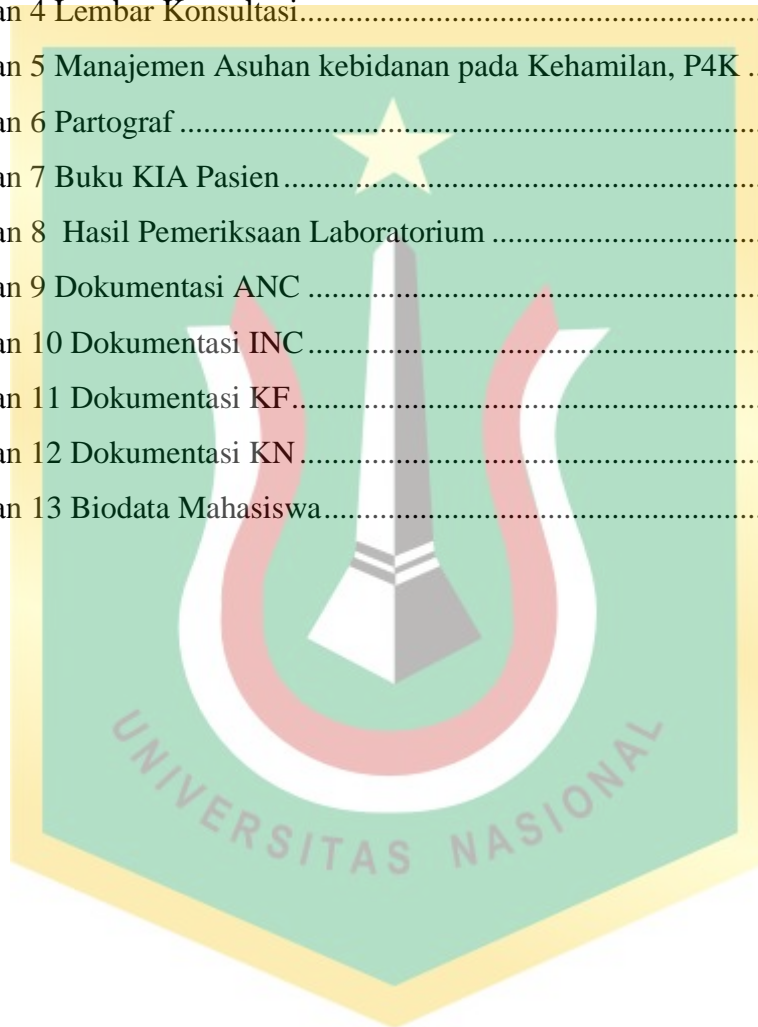 an 4 Lembar Konsultasi..........................................................
an 5 Manajemen Asuhan kebidanan pada Kehamilan, P4K ..
an 6 Partograf ..........................................................................
an 7 Buku KIA Pasien.............................................................
an 8  Hasil Pemeriksaan Laboratorium ..................................
an 9 Dokumentasi ANC ..........................................................
an 10 Dokumentasi INC..........................................................
an 11 Dokumentasi KF............................................................
an 12 Dokumentasi KN...........................................................
an 13 Biodata Mahasiswa........................................................
UNIVERSITAS NASIONAL